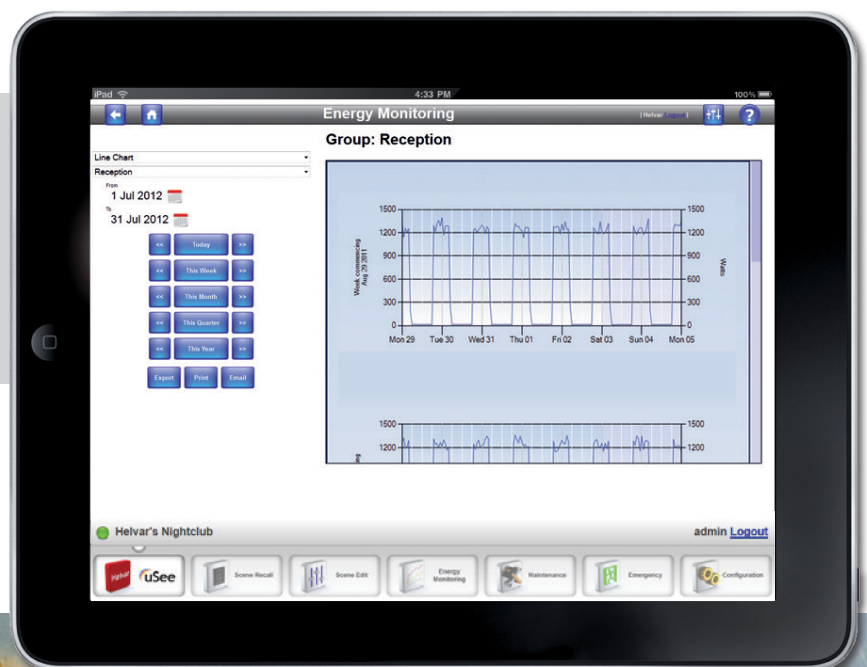 iPad 4:33 PM 100%
Energy Monitoring
| Helvar Logout |
?
Group: Reception
Line Chart
Reception
From
1 Jul 2012
To
31 Jul 2012
<< Today >>
<< This Week >>
<< This Month >>
<< This Quarter >>
<< This Year >>
Export Print Email
1500 1500
1200 1200
900 900
600 600
300 300
0 0
Week commencing
Aug 29 2011
Watts
Mon 29 Tue 30 Wed 31 Thu 01 Fri 02 Sat 03 Sun 04 Mon 05
1500 1500
1200 1200
Helvar's Nightclub
admin Logout
Helvar uSee
Scene Recall
Scene Edit
Energy
Monitoring
Maintenance
Emergency
Configuration